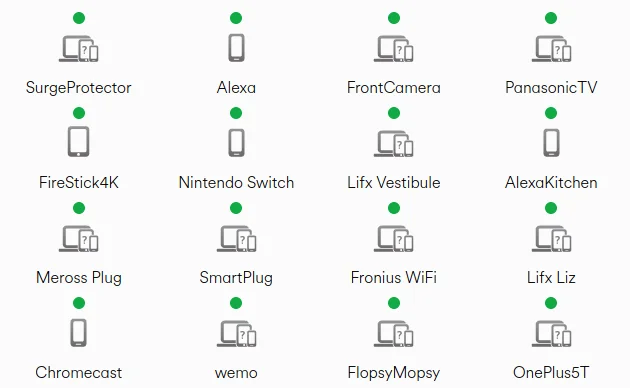 SurgeProtector Alexa FrontCamera PanasonicTV
FireStick4K Nintendo Switch Lifx Vestibule AlexaKitchen
Meross Plug SmartPlug Fronius WiFi Lifx Liz
Chromecast wemo FlopsyMopsy OnePlus5T